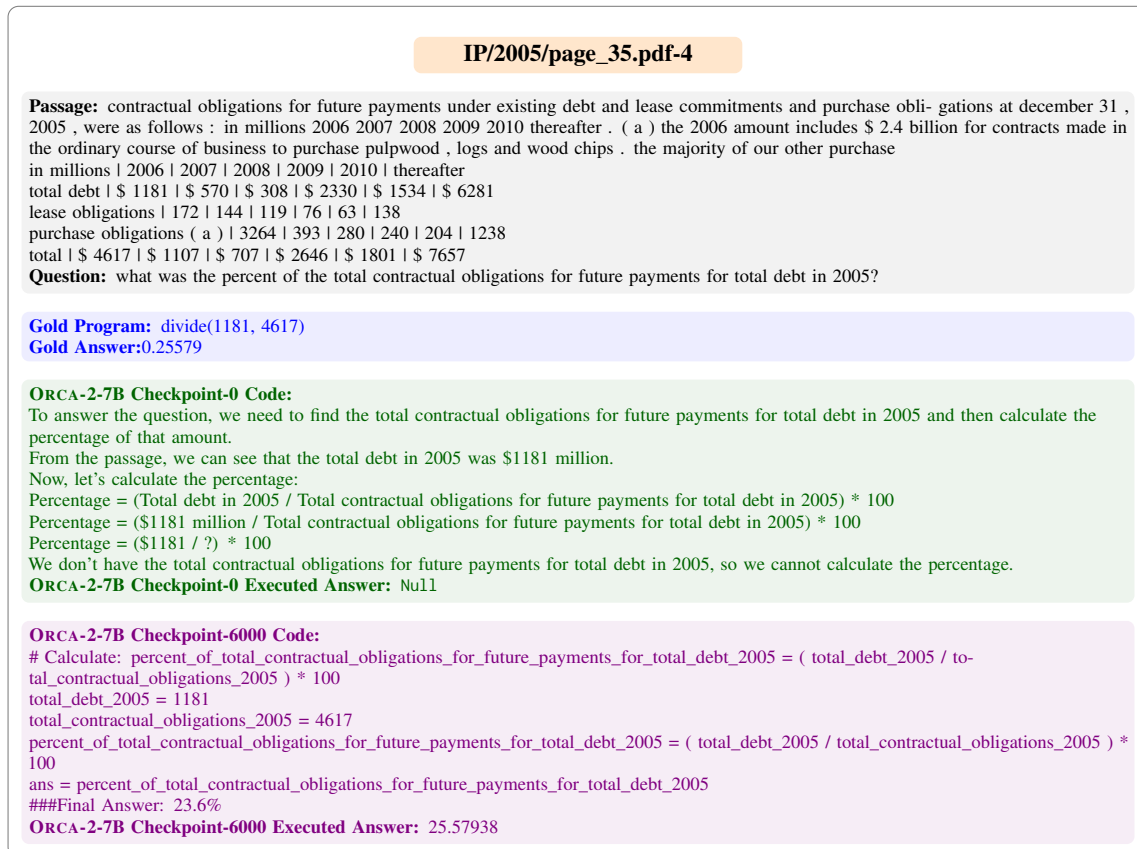 IP/2005/page_35.pdf-4
Passage: contractual obligations for future payments under existing debt and lease commitments and purchase obli- gations at december 31 ,
2005 , were as follows : in millions 2006 2007 2008 2009 2010 thereafter . ( a ) the 2006 amount includes $ 2.4 billion for contracts made in
the ordinary course of business to purchase pulpwood , logs and wood chips . the majority of our other purchase
in millions | 2006 | 2007 | 2008 | 2009 | 2010 | thereafter
total debt | $ 1181 | $ 570 | $ 308 | $ 2330 | $ 1534 | $ 6281
lease obligations | 172 | 144 | 119 | 76 | 63 | 138
purchase obligations ( a ) | 3264 | 393 | 280 | 240 | 204 | 1238
total | $ 4617 | $ 1107 | $ 707 | $ 2646 | $ 1801 | $ 7657
Question: what was the percent of the total contractual obligations for future payments for total debt in 2005?
Gold Program: divide(1181, 4617)
Gold Answer:0.25579
ORCA-2-7B Checkpoint-0 Code:
To answer the question, we need to find the total contractual obligations for future payments for total debt in 2005 and then calculate the
percentage of that amount.
From the passage, we can see that the total debt in 2005 was $1181 million.
Now, let's calculate the percentage:
Percentage = (Total debt in 2005 / Total contractual obligations for future payments for total debt in 2005) * 100
Percentage = ($1181 million / Total contractual obligations for future payments for total debt in 2005) * 100
Percentage = ($1181 / ?) * 100
We don't have the total contractual obligations for future payments for total debt in 2005, so we cannot calculate the percentage.
ORCA-2-7B Checkpoint-0 Executed Answer: Null
ORCA-2-7B Checkpoint-6000 Code:
# Calculate: percent_of_total_contractual_obligations_for_future_payments_for_total_debt_2005 = ( total_debt_2005 / to-
tal_contractual_obligations_2005 ) * 100
total_debt_2005 = 1181
total_contractual_obligations_2005 = 4617
percent_of_total_contractual_obligations_for_future_payments_for_total_debt_2005 = ( total_debt_2005 / total_contractual_obligations_2005 ) *
100
ans = percent_of_total_contractual_obligations_for_future_payments_for_total_debt_2005
###Final Answer: 23.6%
ORCA-2-7B Checkpoint-6000 Executed Answer: 25.57938